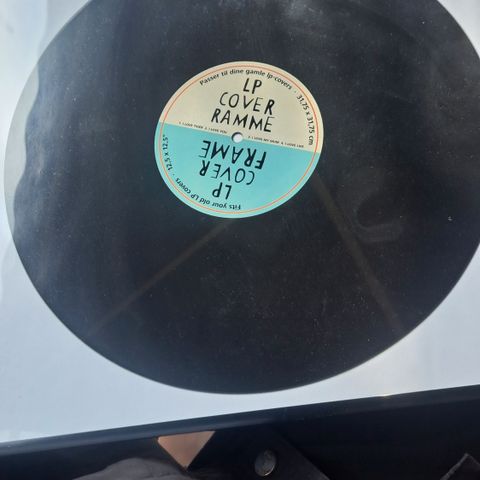 Passer til dine gamle lp-covers · 31,75 x 31,75 cm
LP
COVER
RAMME
LP
COVER
FRAME
Fits your old LP covers · 12,5 x 12,5"